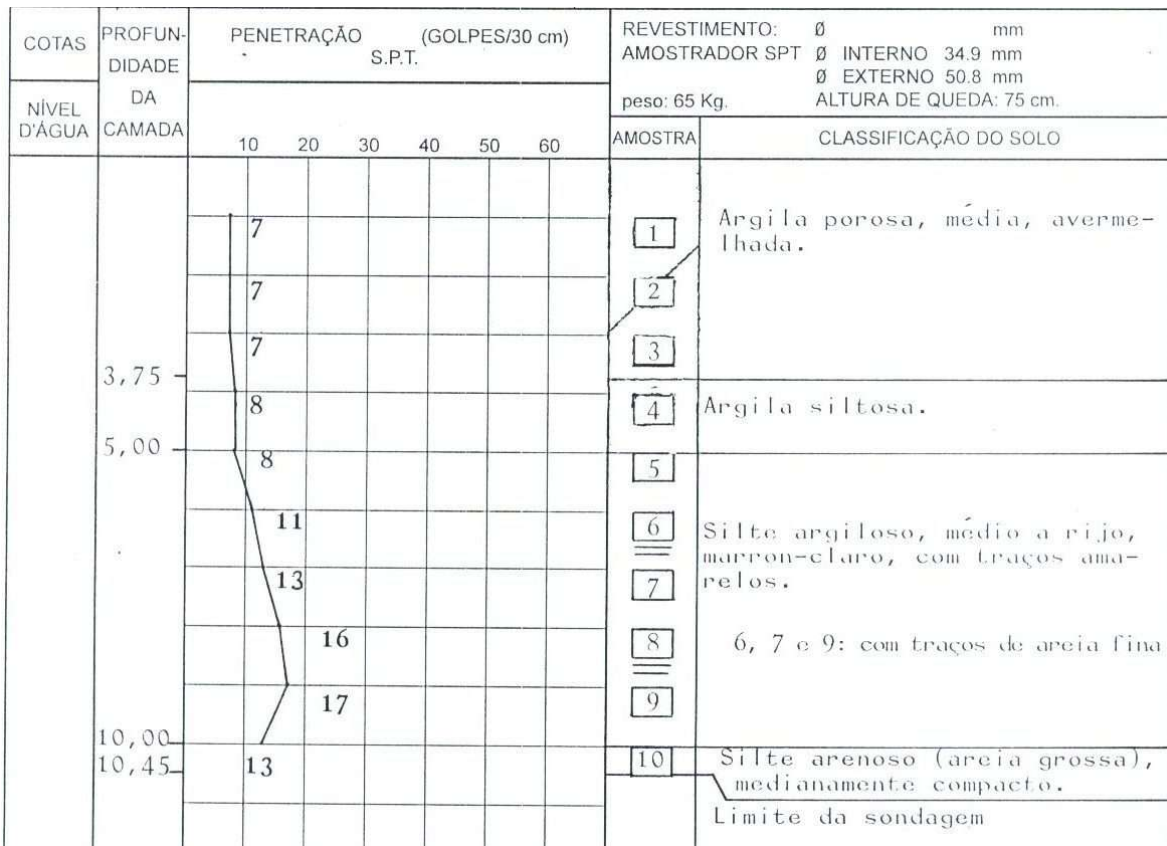 COTAS
NÍVEL
D'ÁGUA
PROFUN-
DIDADE
DA
CAMADA
PENETRAÇÃO (GOLPES/30 cm)
S.P.T.
10 20 30 40 50 60
REVESTIMENTO: Ø mm
AMOSTRADOR SPT Ø INTERNO 34.9 mm
Ø EXTERNO 50.8 mm
peso: 65 Kg. ALTURA DE QUEDA: 75 cm.
AMOSTRA
CLASSIFICAÇÃO DO SOLO
7
1
Argila porosa, média, averme-
lhada.
7
2
7
3
3,75
8
4
Argila siltosa.
5,00
8
5
11
6
Silte argiloso, médio a rijo,
marron-claro, com traços ama-
relos.
13
7
16
8
6, 7 e 9: com traços de areia fina
17
9
10,00
10,45
13
10
Silte arenoso (areia grossa),
medianamente compacto.
Limite da sondagem